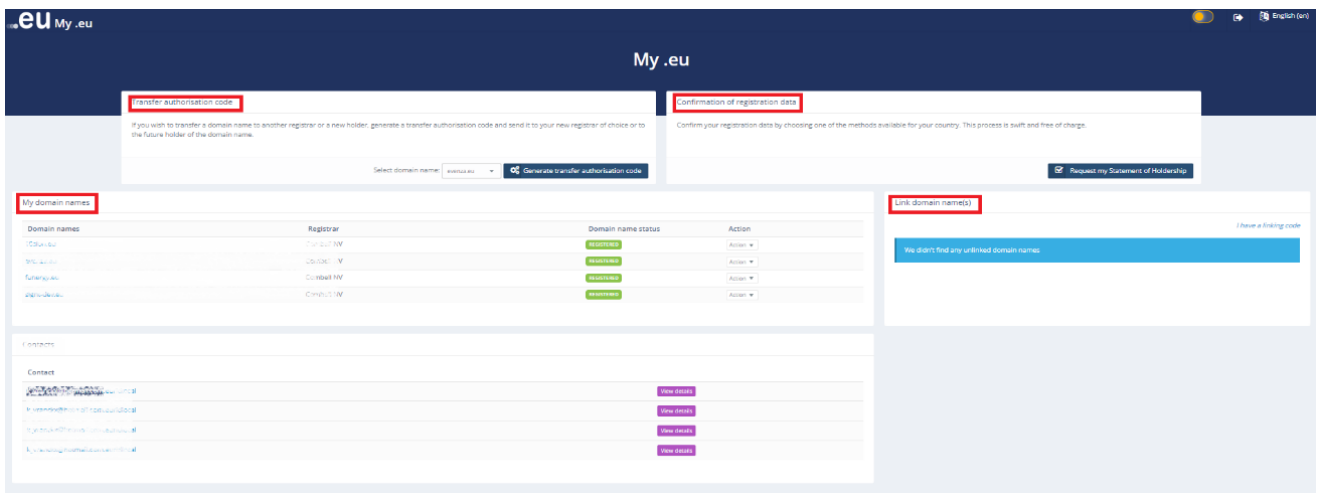 .eu My .eu
English (en)
My .eu
Transfer authorisation code
If you wish to transfer a domain name to another registrar or a new holder, generate a transfer authorisation code and send it to your new registrar of choice or to
the future holder of the domain name.
Select domain name:
Generate transfer authorisation code
Confirmation of registration data
Confirm your registration data by choosing one of the methods available for your country. This process is swift and free of charge.
Request my Statement of Holdership
My domain names
Domain names Registrar Domain name status Action
NV REGISTERED Action
REGISTERED Action
Combell NV REGISTERED Action
NV REGISTERED Action
Link domain name(s)
I have a linking code
We didn't find any unlinked domain names
Contacts
Contact
View details
View details
View details
View details